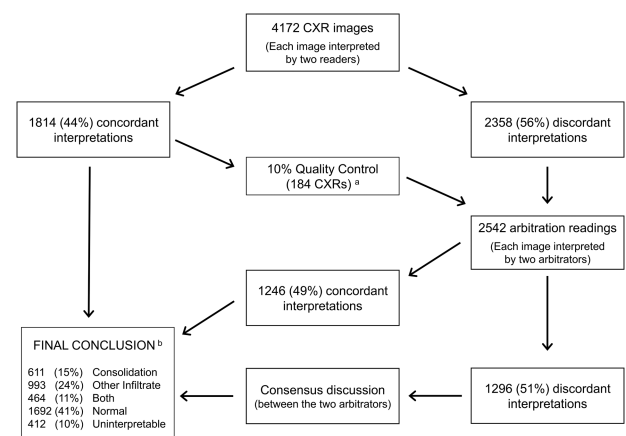 4172 CXR images
(Each image interpreted
by two readers)
1814 (44%) concordant
interpretations
2358 (56%) discordant
interpretations
10% Quality Control
(184 CXRs) a
2542 arbitration readings
(Each image interpreted
by two arbitrators)
1246 (49%) concordant
interpretations
FINAL CONCLUSION b
611 (15%) Consolidation
993 (24%) Other Infiltrate
464 (11%) Both
1692 (41%) Normal
412 (10%) Uninterpretable
Consensus discussion
(between the two arbitrators)
1296 (51%) discordant
interpretations